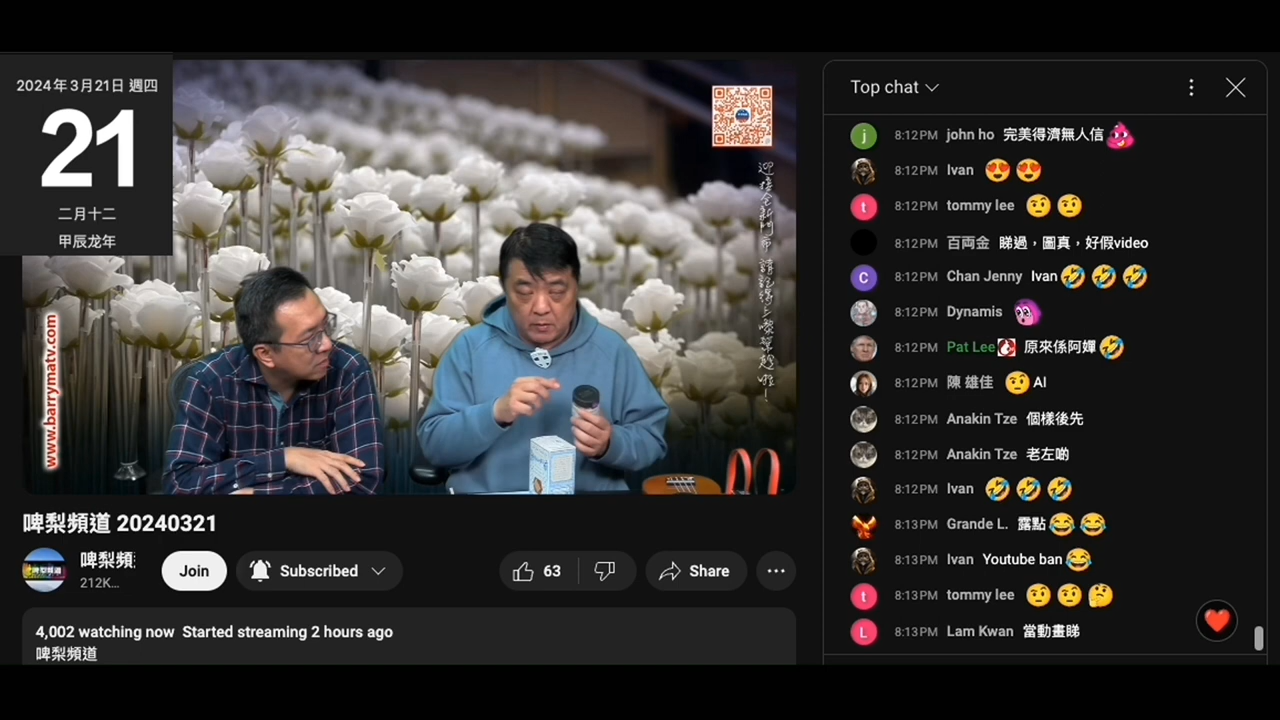 2024年3月21日 週四
21
二月十二
甲辰龙年
www.barrymatv.com
啤梨頻道 20240321
啤梨頻
212K...
Join
Subscribed
63
Share
4,002 watching now Started streaming 2 hours ago
啤梨頻道
Top chat
8:12PM john ho 完美得濟無人信
8:12PM Ivan 😍😍
8:12PM tommy lee 🤨🤨
8:12PM 百両金 睇過，圖真，好假video
8:12PM Chan Jenny Ivan🤣🤣🤣
8:12PM Dynamis
8:12PM Pat Lee 原來係阿嬋🤣
8:12PM 陳 雄佳 🤨AI
8:12PM Anakin Tze 個樣後先
8:12PM Anakin Tze 老左啲
8:12PM Ivan 🤣🤣🤣
8:13PM Grande L. 露點😂😂
8:13PM Ivan Youtube ban😂
8:13PM tommy lee 🤨🤨🤔
8:13PM Lam Kwan 當動畫睇